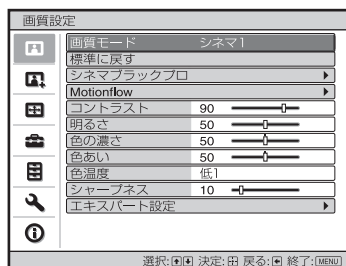 画質設定
画質モード シネマ1
標準に戻す
シネマブラックプロ
Motionflow
コントラスト 90
明るさ 50
色の濃さ 50
色あい 50
色温度 低1
シャープネス 10
エキスパート設定
選択: 決定: 戻る: 終了:MENU